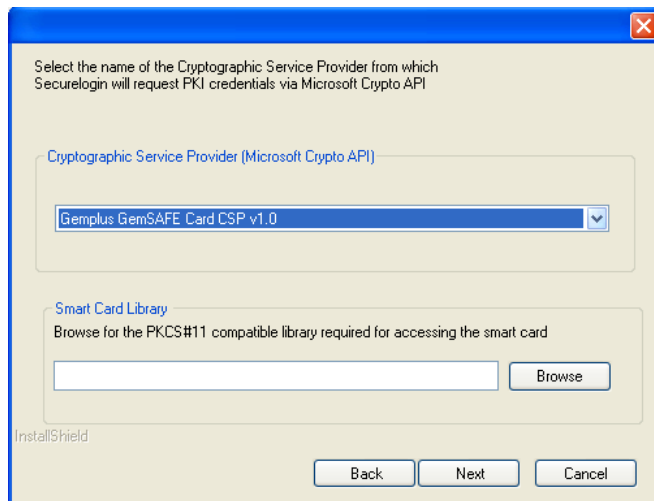 Select the name of the Cryptographic Service Provider from which
Securelogin will request PKI credentials via Microsoft Crypto API
Cryptographic Service Provider (Microsoft Crypto API)
Gemplus GemSAFE Card CSP v1.0
Smart Card Library
Browse for the PKCS#11 compatible library required for accessing the smart card
Browse
InstallShield
Back Next Cancel